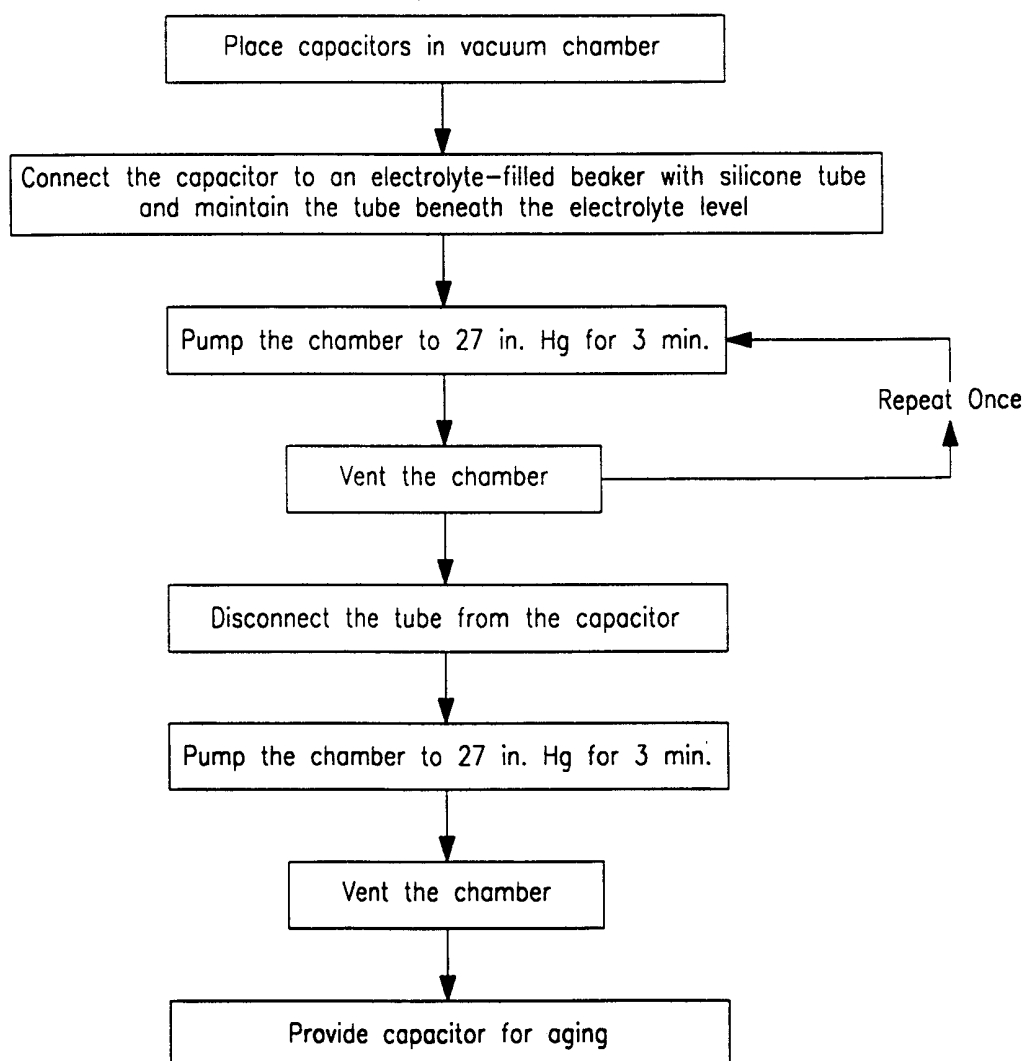 Place capacitors in vacuum chamber
Connect the capacitor to an electrolyte-filled beaker with silicone tube
and maintain the tube beneath the electrolyte level
Pump the chamber to 27 in. Hg for 3 min.
Repeat Once
Vent the chamber
Disconnect the tube from the capacitor
Pump the chamber to 27 in. Hg for 3 min.
Vent the chamber
Provide capacitor for aging